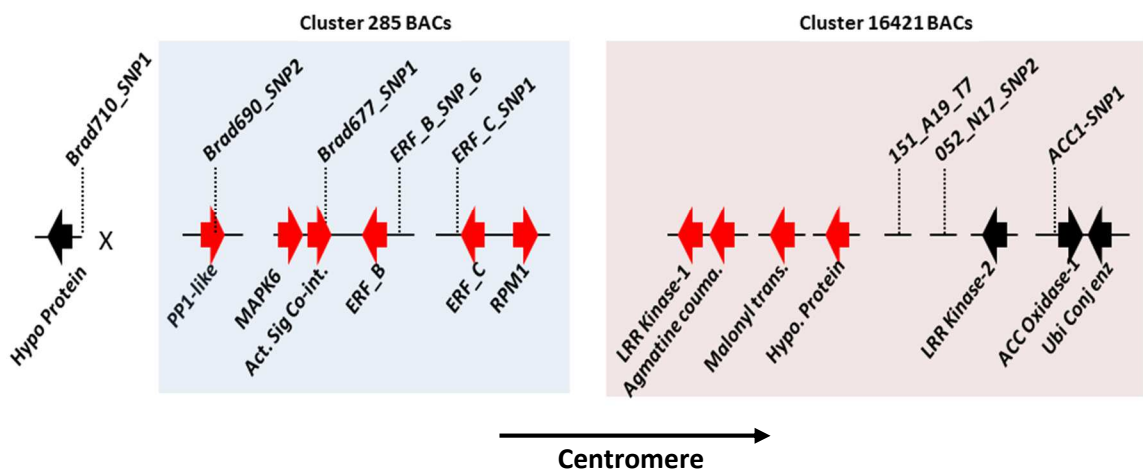 Cluster 285 BACs
Cluster 16421 BACs
Brad710_SNP1
Brad690_SNP2
Brad677_SNP1
ERF_B_SNP_6
ERF_C_SNP1
151_A19_T7
052_N17_SNP2
ACC1-SNP1
X
Hypo Protein
PP1-like
MAPK6
Act. Sig Co-int.
ERF_B
ERF_C
RPM1
LRR Kinase-1
Agmatine couma.
Malonyl trans.
Hypo. Protein
LRR Kinase-2
ACC Oxidase-1
Ubi Conjenz
Centromere